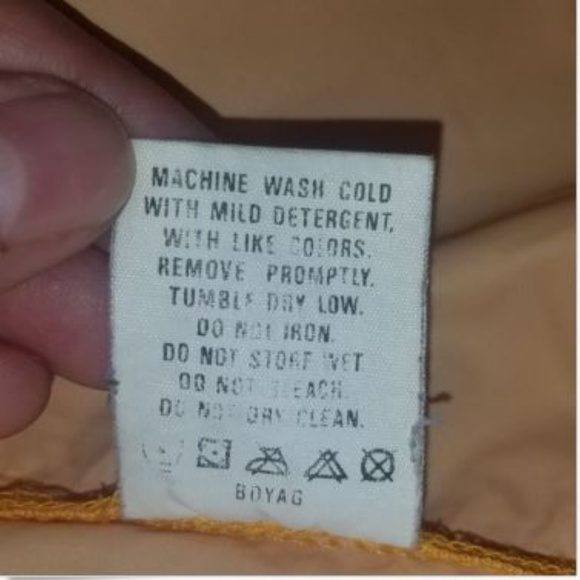 MACHINE WASH COLD
WITH MILD DETERGENT,
WITH LIKE COLORS.
REMOVE PROMPTLY.
TUMBLE DRY LOW.
DO NOT IRON.
DO NOT STORE WET
DO NOT BLEACH.
DO NOT DRY CLEAN.
BOYAG